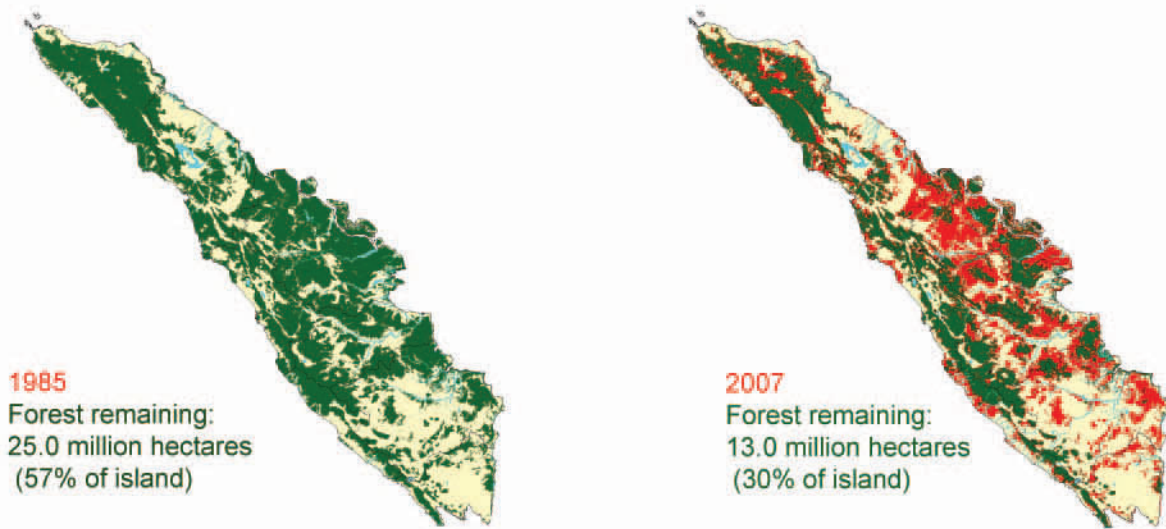 1985
Forest remaining:
25.0 million hectares
(57% of island)
2007
Forest remaining:
13.0 million hectares
(30% of island)